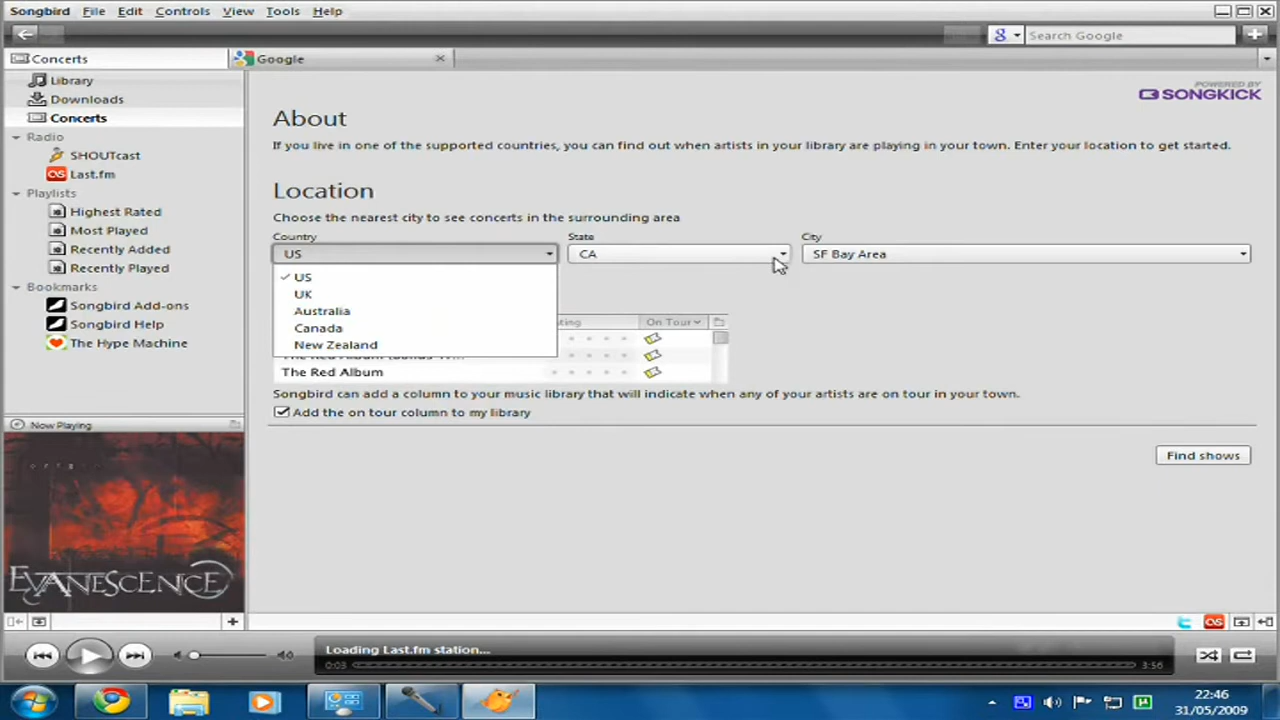 Songbird File Edit Controls View Tools Help
Search Google
Concerts
Google
Library
Downloads
Concerts
Radio
SHOUTcast
Last.fm
Playlists
Highest Rated
Most Played
Recently Added
Recently Played
Bookmarks
Songbird Add-ons
Songbird Help
The Hype Machine
Now Playing
origin
EVANESCENCE
POWERED BY
SONGKICK
About
If you live in one of the supported countries, you can find out when artists in your library are playing in your town. Enter your location to get started.
Location
Choose the nearest city to see concerts in the surrounding area
Country State City
US CA SF Bay Area
US
UK
Australia
Canada
New Zealand
On Tour
The Red Album
Songbird can add a column to your music library that will indicate when any of your artists are on tour in your town.
Add the on tour column to my library
Find shows
Loading Last.fm station...
0:03 3:56
22:46
31/05/2009